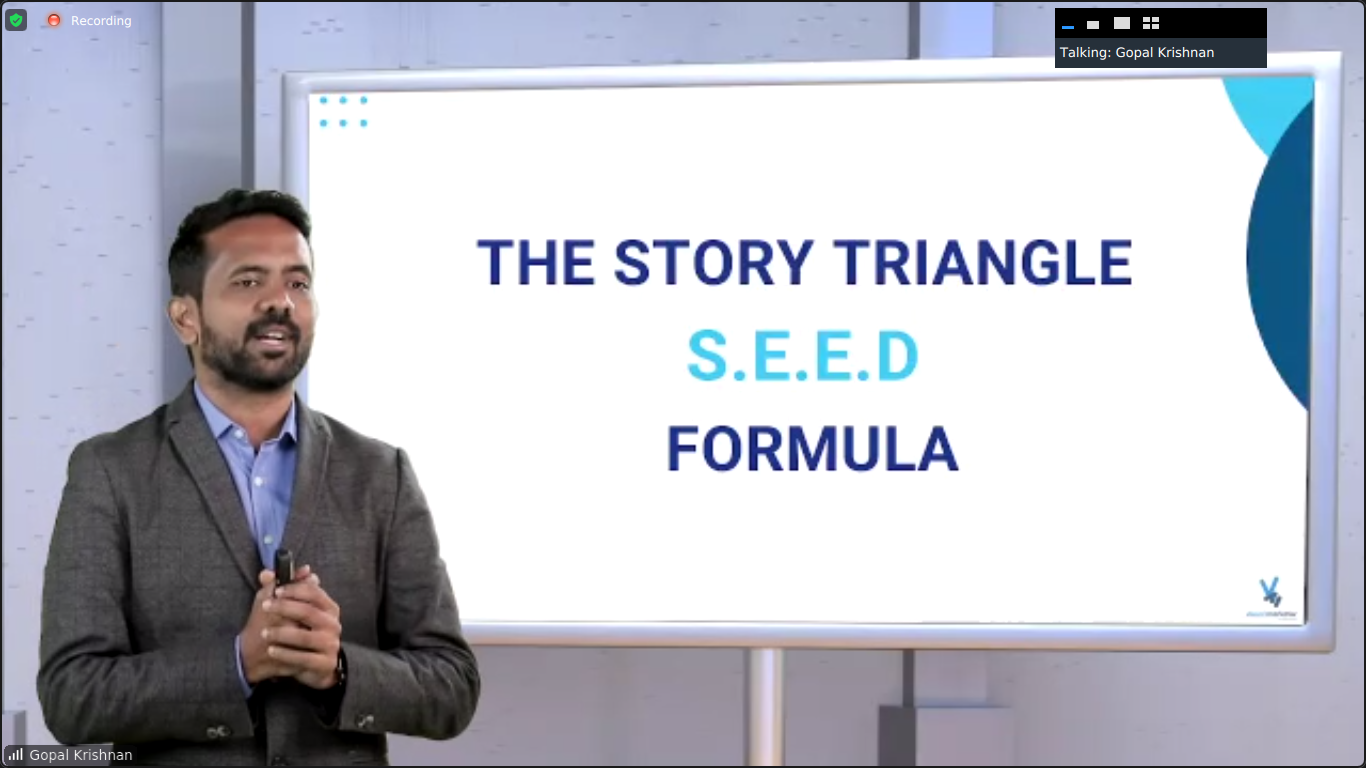 Recording
Talking: Gopal Krishnan
THE STORY TRIANGLE
S.E.E.D
FORMULA
Gopal Krishnan